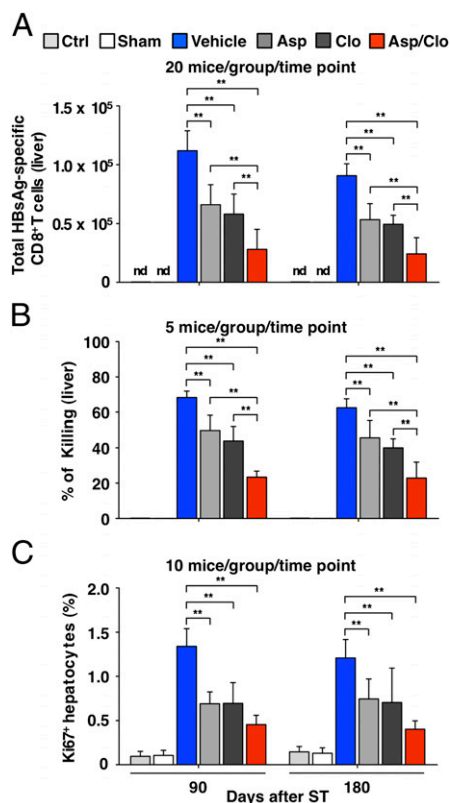 A
Ctrl Sham Vehicle Asp Clo Asp/Clo
20 mice/group/time point
Total HBsAg-specific
CD8⁺T cells (liver)
1.5 x 10⁵
1.0 x 10⁵
0.5 x 10⁵
0
** ** ** ** **
nd nd
** ** ** ** **
nd nd
B
5 mice/group/time point
% of Killing (liver)
100
80
60
40
20
0
** ** ** ** **
** ** ** ** **
C
10 mice/group/time point
Ki67⁺ hepatocytes (%)
2.0
1.5
1.0
0.5
0
** ** **
** ** **
90 180
Days after ST